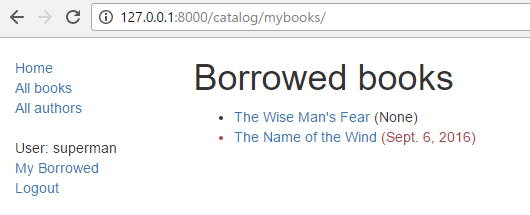 127.0.0.1:8000/catalog/mybooks/
Home
All books
All authors
User: superman
My Borrowed
Logout
Borrowed books
The Wise Man's Fear (None)
The Name of the Wind (Sept. 6, 2016)